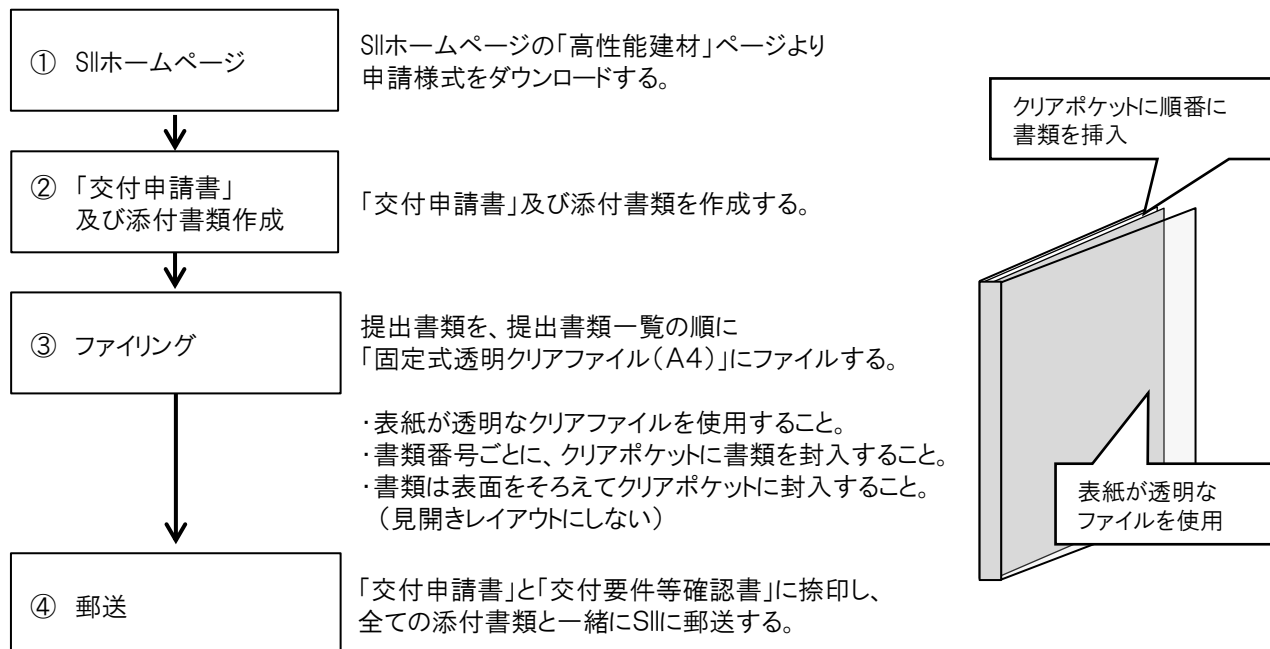 ① SIIホームページ
SIIホームページの「高性能建材」ページより
申請様式をダウンロードする。
② 「交付申請書」
及び添付書類作成
「交付申請書」及び添付書類を作成する。
③ ファイリング
提出書類を、提出書類一覧の順に
「固定式透明クリアファイル（A4）」にファイルする。
・表紙が透明なクリアファイルを使用すること。
・書類番号ごとに、クリアポケットに書類を封入すること。
・書類は表面をそろえてクリアポケットに封入すること。
（見開きレイアウトにしない）
④ 郵送
「交付申請書」と「交付要件等確認書」に捺印し、
全ての添付書類と一緒にSIIに郵送する。
クリアポケットに順番に
書類を挿入
表紙が透明な
ファイルを使用